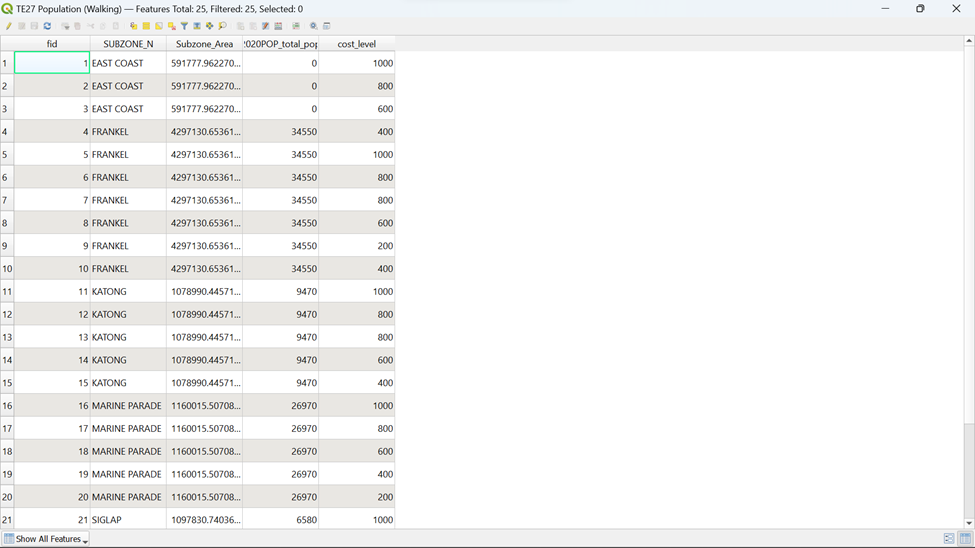 TE27 Population (Walking) — Features Total: 25, Filtered: 25, Selected: 0
fid SUBZONE_N Subzone_Area 2020POP_total_pop cost_level
1 1 EAST COAST 591777.962270... 0 1000
2 2 EAST COAST 591777.962270... 0 800
3 3 EAST COAST 591777.962270... 0 600
4 4 FRANKEL 4297130.65361... 34550 400
5 5 FRANKEL 4297130.65361... 34550 1000
6 6 FRANKEL 4297130.65361... 34550 800
7 7 FRANKEL 4297130.65361... 34550 800
8 8 FRANKEL 4297130.65361... 34550 600
9 9 FRANKEL 4297130.65361... 34550 200
10 10 FRANKEL 4297130.65361... 34550 400
11 11 KATONG 1078990.44571... 9470 1000
12 12 KATONG 1078990.44571... 9470 800
13 13 KATONG 1078990.44571... 9470 800
14 14 KATONG 1078990.44571... 9470 600
15 15 KATONG 1078990.44571... 9470 400
16 16 MARINE PARADE 1160015.50708... 26970 1000
17 17 MARINE PARADE 1160015.50708... 26970 800
18 18 MARINE PARADE 1160015.50708... 26970 600
19 19 MARINE PARADE 1160015.50708... 26970 400
20 20 MARINE PARADE 1160015.50708... 26970 200
21 21 SIGLAP 1097830.74036... 6580 1000
Show All Features